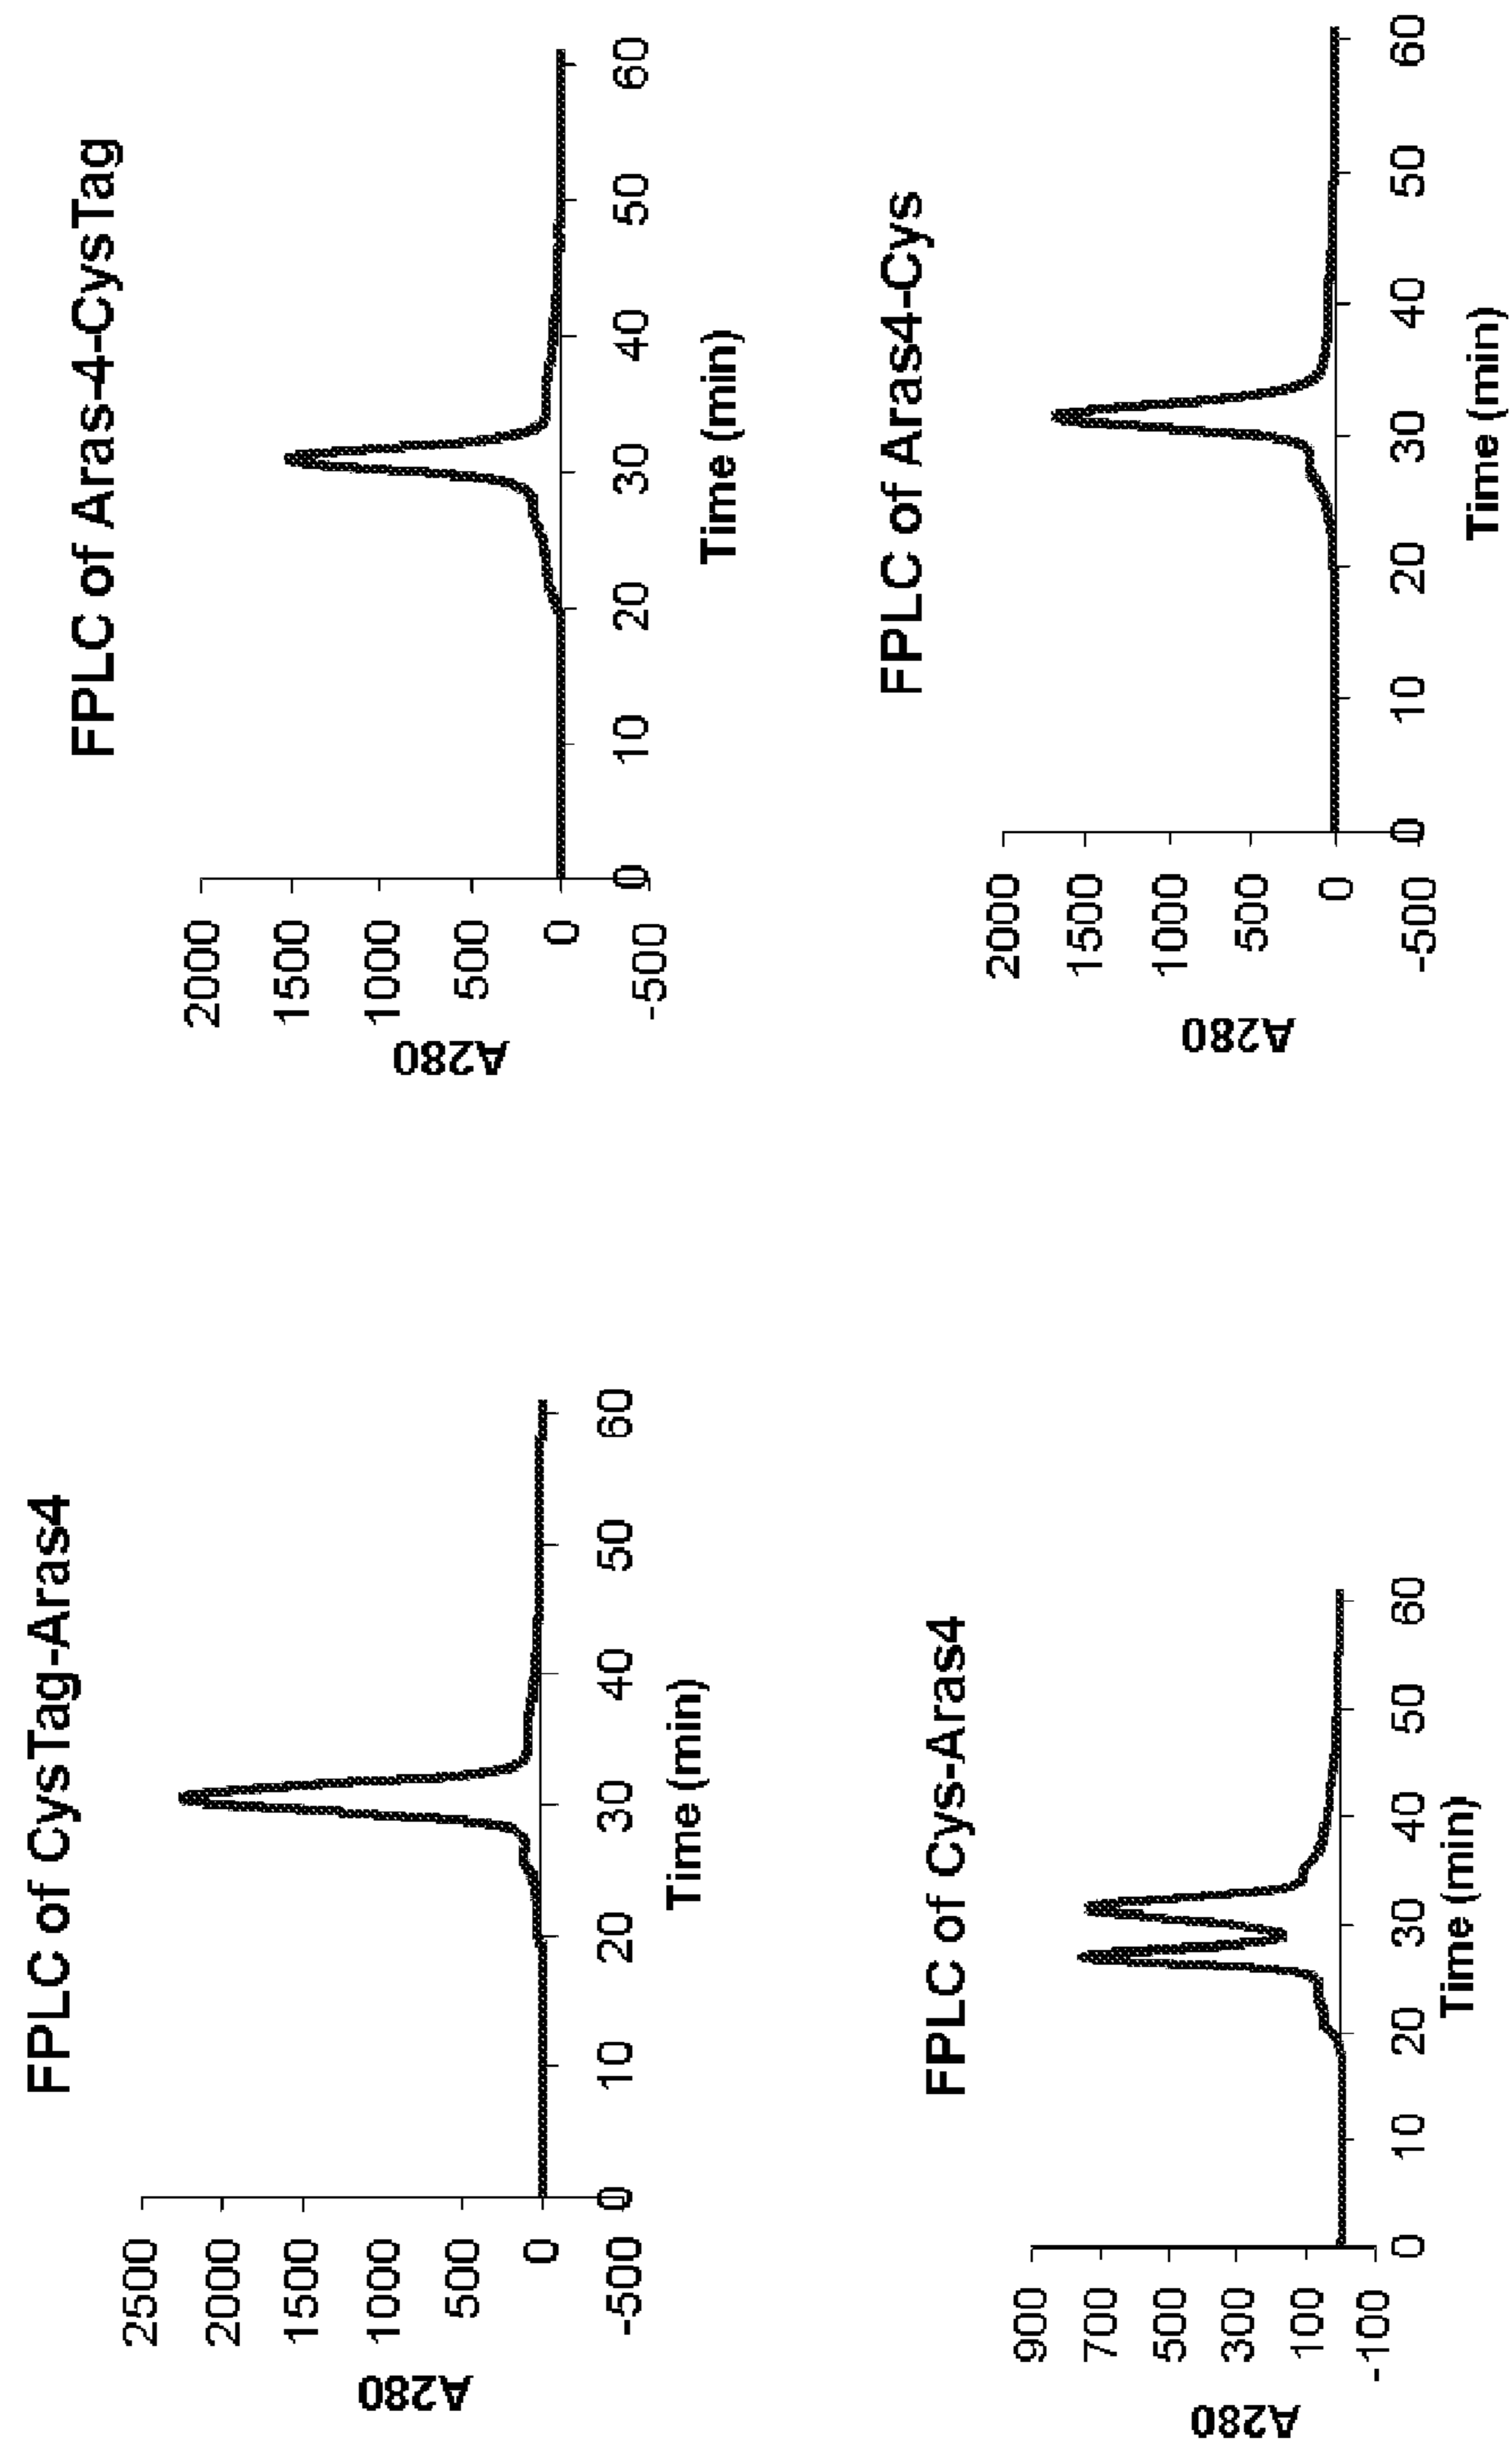 FPLC of CysTag-Aras4
A280
2500
2000
1500
1000
500
0
-500
0 10 20 30 40 50 60
Time (min)
FPLC of Aras-4-CysTag
A280
2000
1500
1000
500
0
-500
0 10 20 30 40 50 60
Time (min)
FPLC of Cys-Aras4
A280
900
700
500
300
100
-100
0 10 20 30 40 50 60
Time (min)
FPLC of Aras4-Cys
A280
2000
1500
1000
500
0
-500
0 10 20 30 40 50 60
Time (min)